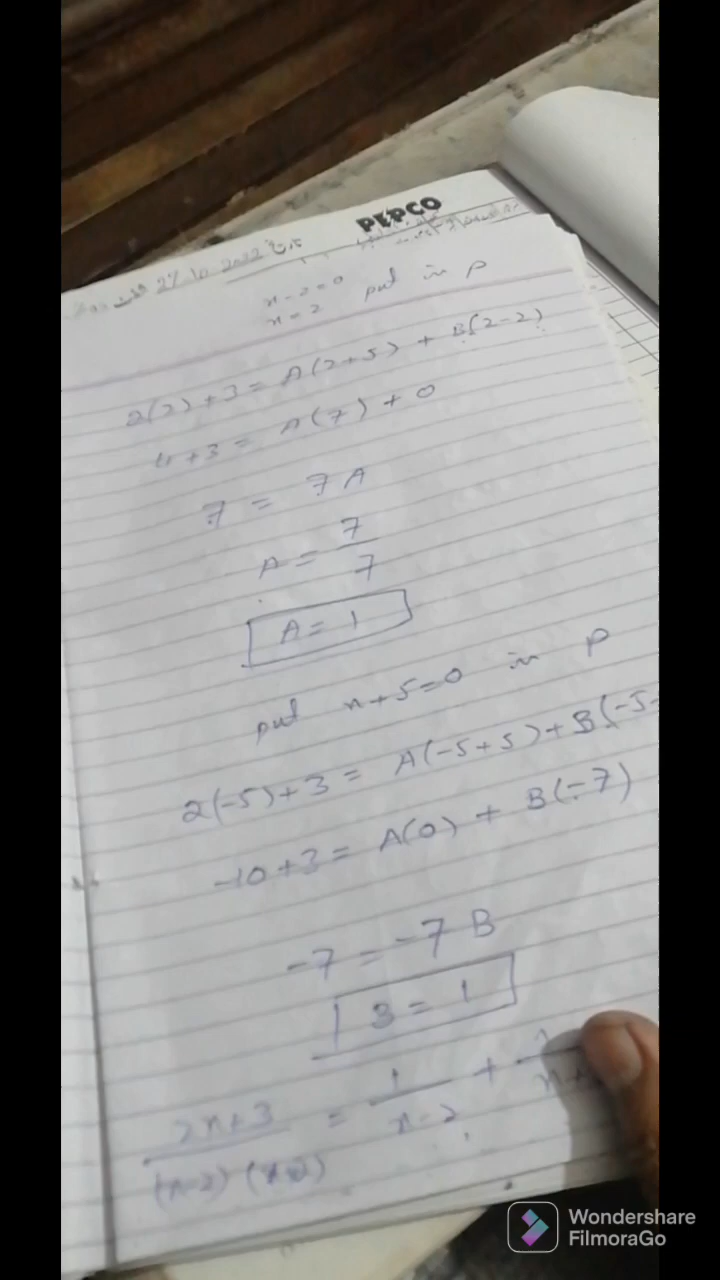 PEPCO
27 10 2022
x-2=0
x=2 put in P
2(2)+3= A(2+5) + B(2-2)
4+3= A(7)+0
7 = 7A
A= 7/7
A=1
put x+5=0 in P
2(-5)+3= A(-5+5)+B(-5-
-10+3= A(0) + B(-7)
-7=-7B
B=1
2x+3/(x-2) = 1/x-2 +
Wondershare
FilmoraGo